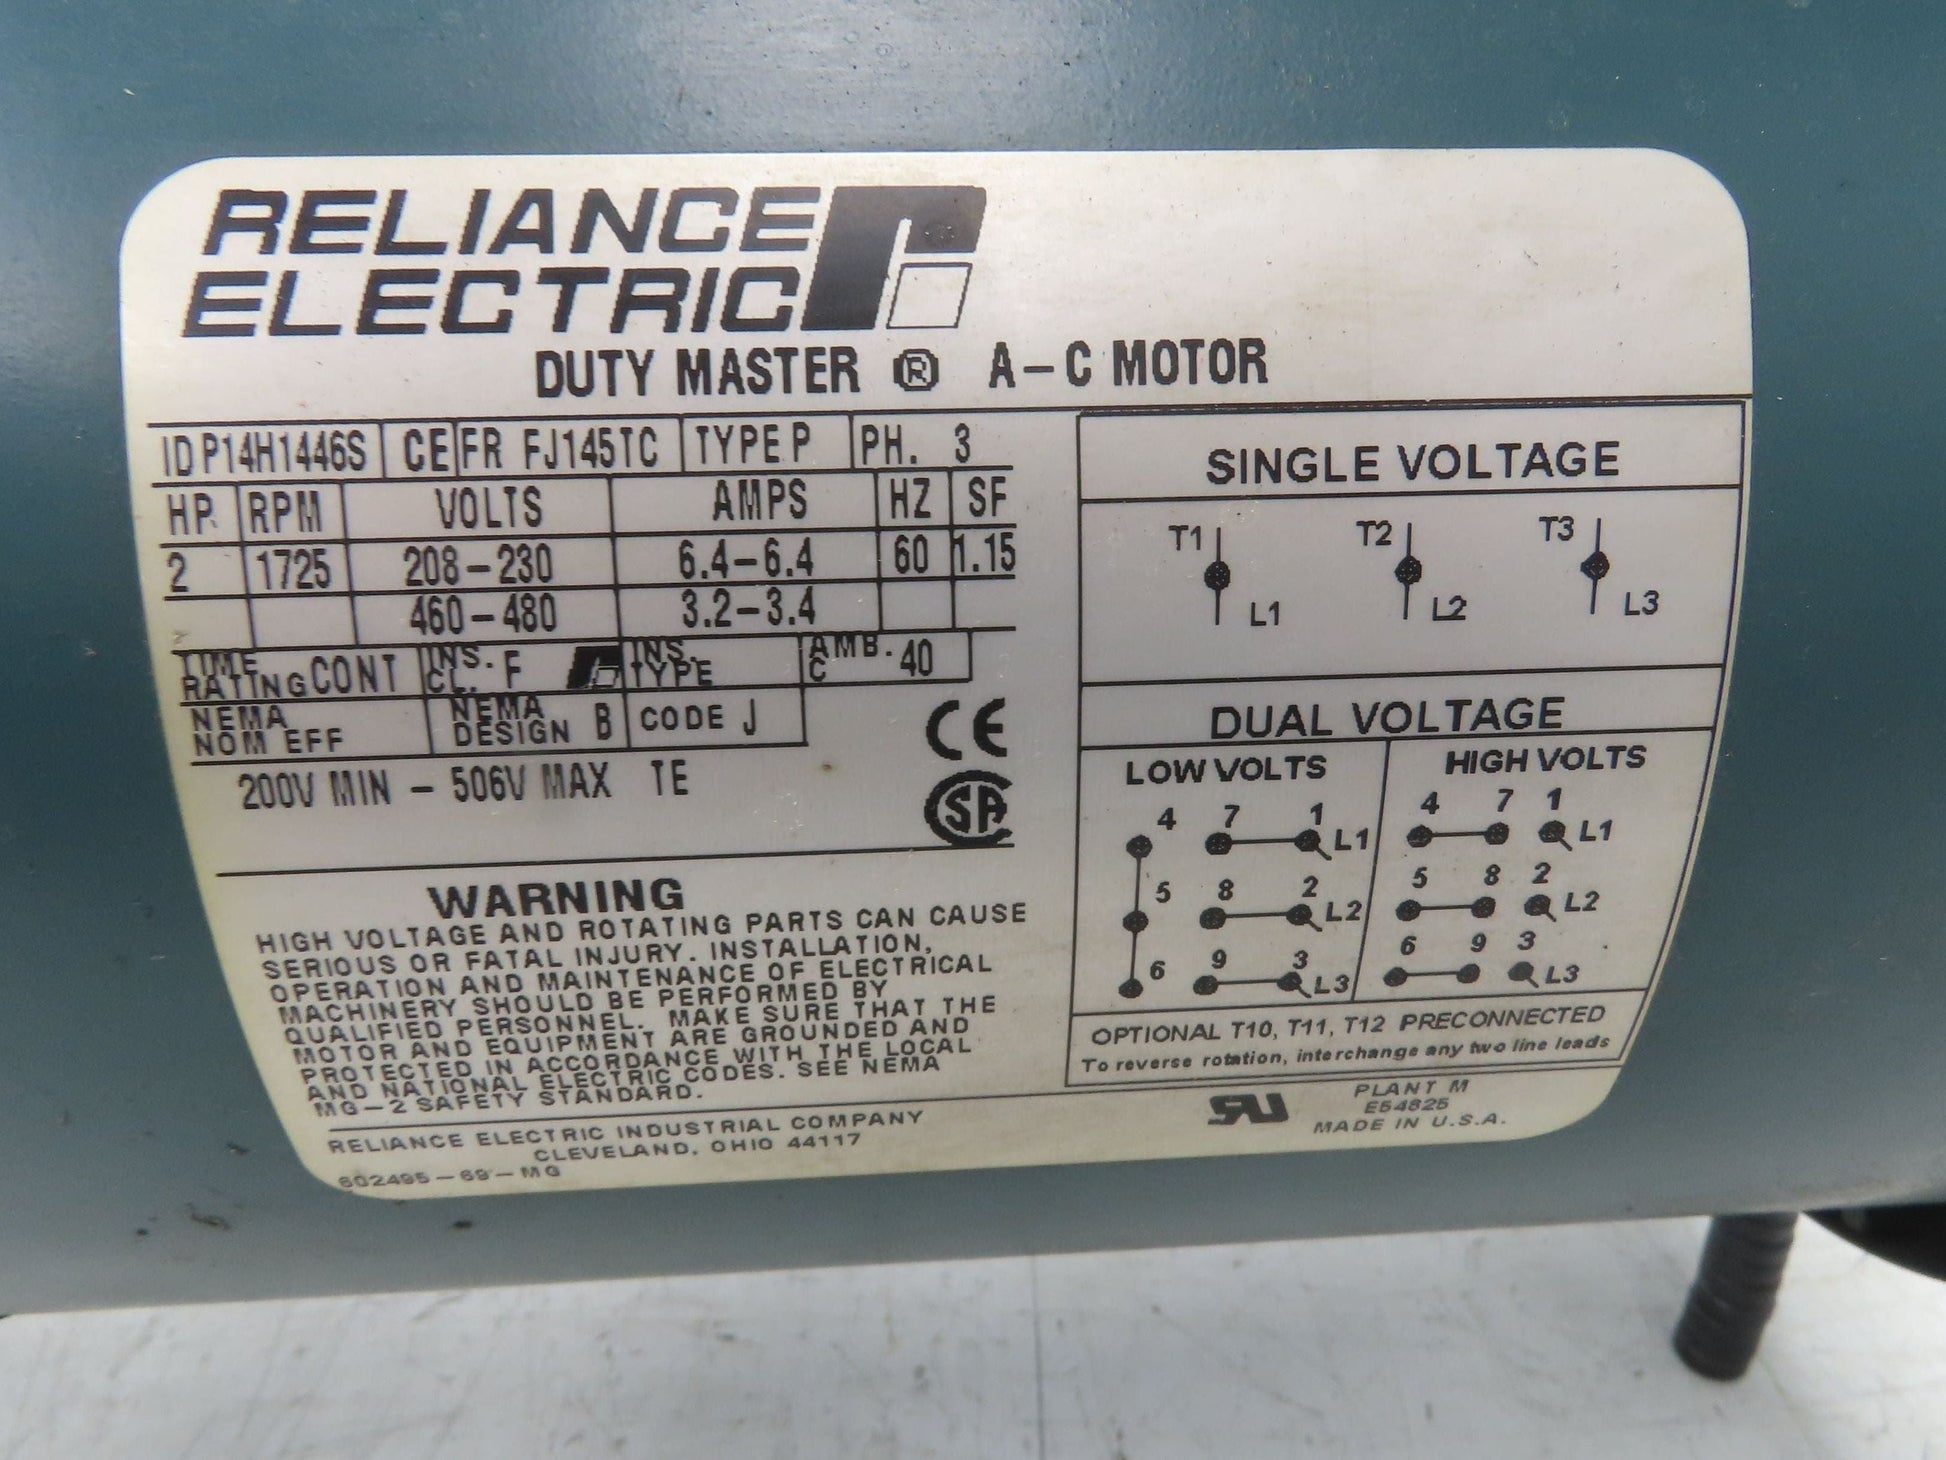 RELIANCE
ELECTRIC
DUTY MASTER ® A-C MOTOR
ID P14H1446S CE FR FJ145TC TYPE P PH. 3
HP RPM VOLTS AMPS HZ SF
2 1725 208-230 6.4-6.4 60 1.15
460-480 3.2-3.4
TIME RATING CONT INS. CL. F INS. TYPE AMB. C 40
NEMA NOM EFF NEMA DESIGN B CODE J
200V MIN - 506V MAX TE
CE
SA
WARNING
HIGH VOLTAGE AND ROTATING PARTS CAN CAUSE
SERIOUS OR FATAL INJURY. INSTALLATION,
OPERATION AND MAINTENANCE OF ELECTRICAL
MACHINERY SHOULD BE PERFORMED BY
QUALIFIED PERSONNEL. MAKE SURE THAT THE
MOTOR AND EQUIPMENT ARE GROUNDED AND
PROTECTED IN ACCORDANCE WITH THE LOCAL
AND NATIONAL ELECTRIC CODES. SEE NEMA
MG-2 SAFETY STANDARD.
RELIANCE ELECTRIC INDUSTRIAL COMPANY
CLEVELAND, OHIO 44117
602495-69-MG
SINGLE VOLTAGE
T1 T2 T3
L1 L2 L3
DUAL VOLTAGE
LOW VOLTS
4 7 1 L1
5 8 2 L2
6 9 3 L3
HIGH VOLTS
4 7 1 L1
5 8 2 L2
6 9 3 L3
OPTIONAL T10, T11, T12 PRECONNECTED
To reverse rotation, interchange any two line leads
PLANT M
E54825
MADE IN U.S.A.